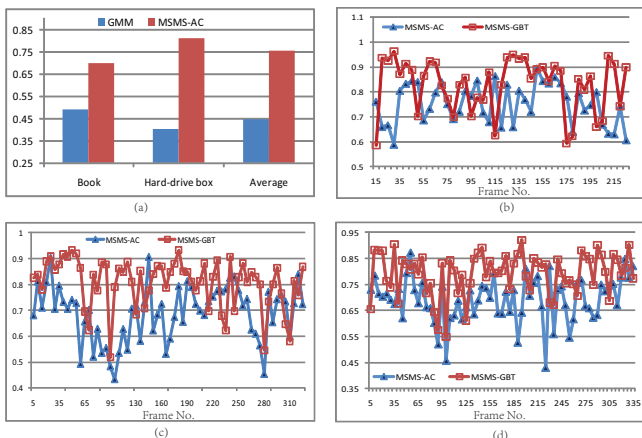 GMM MSMS-AC
0.85
0.75
0.65
0.55
0.45
0.35
0.25
Book Hard-drive box Average
(a)
MSMS-AC MSMS-GBT
1.1
1
0.9
0.8
0.7
0.6
0.5
15 35 55 75 95 115 135 155 175 195 215
Frame No.
(b)
MSMS-AC MSMS-GBT
1
0.9
0.8
0.7
0.6
0.5
0.4
5 35 65 95 130 160 190 220 250 280 310
Frame No.
(c)
0.95
0.85
0.75
0.65
0.55
0.45
0.35
MSMS-AC MSMS-GBT
5 35 65 95 125 155 185 215 245 275 305 335
Frame No.
(d)